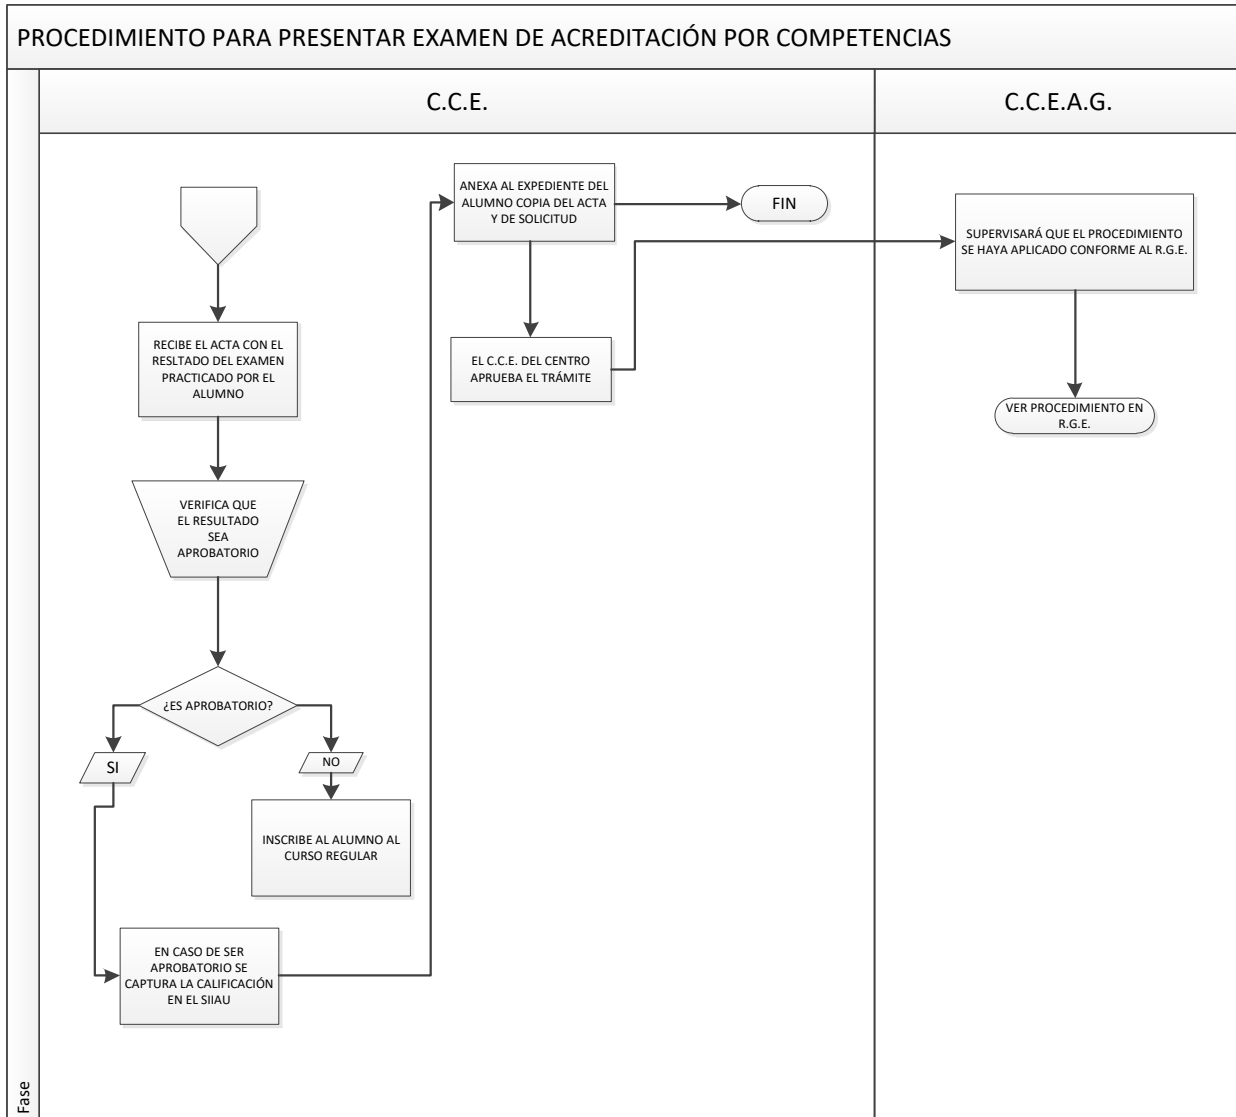 PROCEDIMIENTO PARA PRESENTAR EXAMEN DE ACREDITACIÓN POR COMPETENCIAS
C.C.E.
C.C.E.A.G.
RECIBE EL ACTA CON EL
RESLTADO DEL EXAMEN
PRACTICADO POR EL
ALUMNO
VERIFICA QUE
EL RESULTADO
SEA
APROBATORIO
¿ES APROBATORIO?
SI
NO
INSCRIBE AL ALUMNO AL
CURSO REGULAR
EN CASO DE SER
APROBATORIO SE
CAPTURA LA CALIFICACIÓN
EN EL SIIAU
ANEXA AL EXPEDIENTE DEL
ALUMNO COPIA DEL ACTA
Y DE SOLICITUD
FIN
EL C.C.E. DEL CENTRO
APRUEBA EL TRÁMITE
SUPERVISARÁ QUE EL PROCEDIMIENTO
SE HAYA APLICADO CONFORME AL R.G.E.
VER PROCEDIMIENTO EN
R.G.E.
Fase